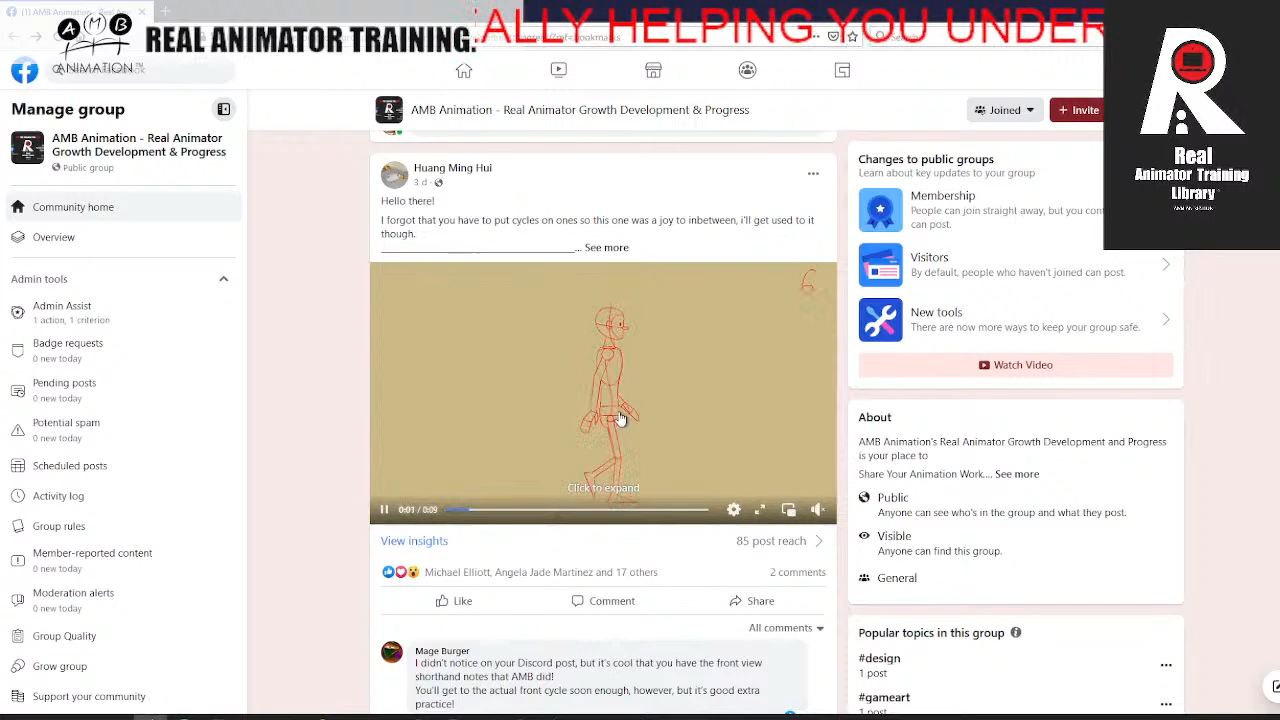 (1) AMB Animation - Real Anim
AMB
ANIMATION
REAL ANIMATOR TRAINING.
ALLY HELPING YOU UNDER
Real
Animator Training
Library
Manage group
AMB Animation - Real Animator
Growth Development & Progress
Public group
Community home
Overview
Admin tools
Admin Assist
1 action, 1 criterion
Badge requests
0 new today
Pending posts
0 new today
Potential spam
0 new today
Scheduled posts
Activity log
Group rules
Member-reported content
0 new today
Moderation alerts
0 new today
Group Quality
Grow group
Support your community
AMB Animation - Real Animator Growth Development & Progress
Joined
+ Invite
Huang Ming Hui
3 d ·
Hello there!
I forgot that you have to put cycles on ones so this one was a joy to inbetween, i'll get used to it
though.
... See more
6
Click to expand
0:01 / 0:09
View insights
85 post reach
Michael Elliott, Angela Jade Martinez and 17 others
2 comments
Like
Comment
Share
All comments
Mage Burger
I didn't notice on your Discord post, but it's cool that you have the front view
shorthand notes that AMB did!
You'll get to the actual front cycle soon enough, however, but it's good extra
practice!
Changes to public groups
Learn about key updates to your group
Membership
People can join straight away, but you cont
can post.
Visitors
By default, people who haven't joined can post.
New tools
There are now more ways to keep your group safe.
Watch Video
About
AMB Animation's Real Animator Growth Development and Progress
is your place to
Share Your Animation Work.... See more
Public
Anyone can see who's in the group and what they post.
Visible
Anyone can find this group.
General
Popular topics in this group
#design
1 post
#gameart
1 post